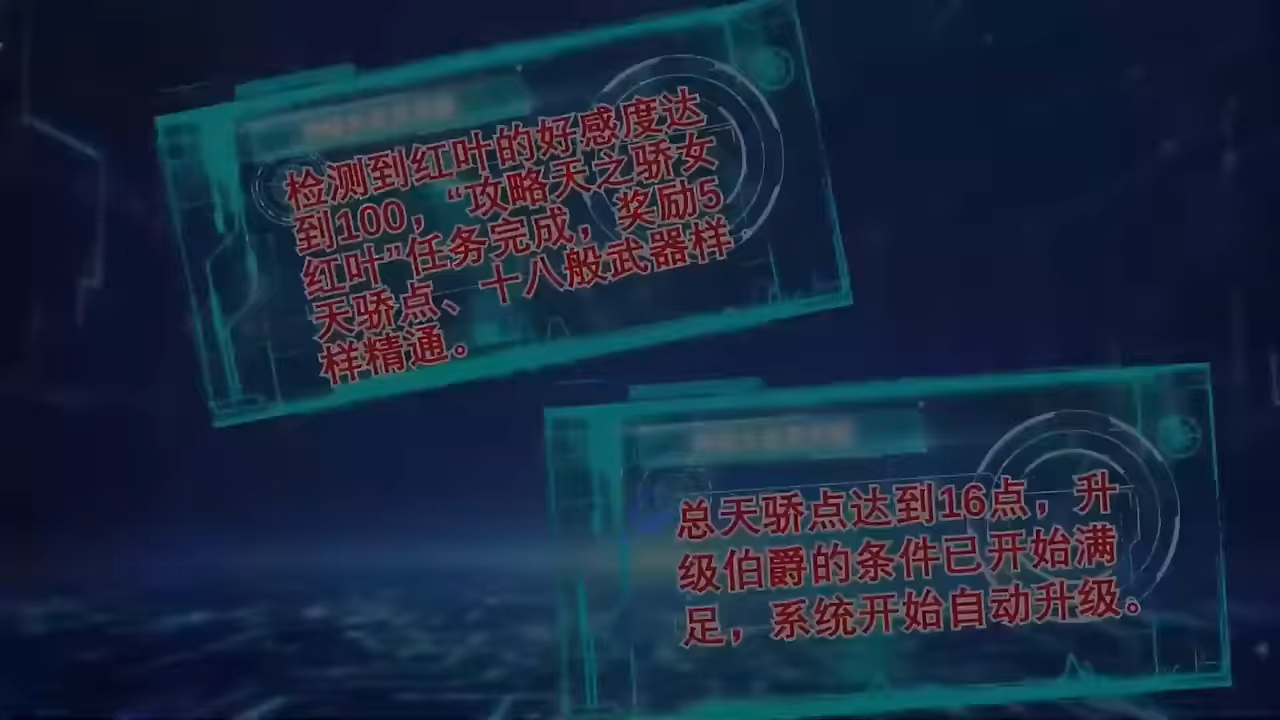 检测到红叶的好感度达
到100，“攻略天之骄女
红叶”任务完成，奖励5
天骄点、十八般武器样
样精通。
总天骄点达到16点，升
级伯爵的条件已开始满
足，系统开始自动升级。